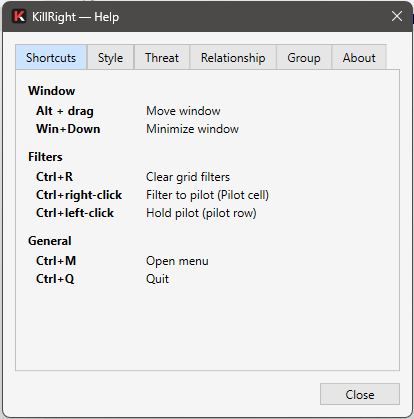 KillRight — Help
Shortcuts Style Threat Relationship Group About
Window
Alt + drag Move window
Win+Down Minimize window
Filters
Ctrl+R Clear grid filters
Ctrl+right-click Filter to pilot (Pilot cell)
Ctrl+left-click Hold pilot (pilot row)
General
Ctrl+M Open menu
Ctrl+Q Quit
Close